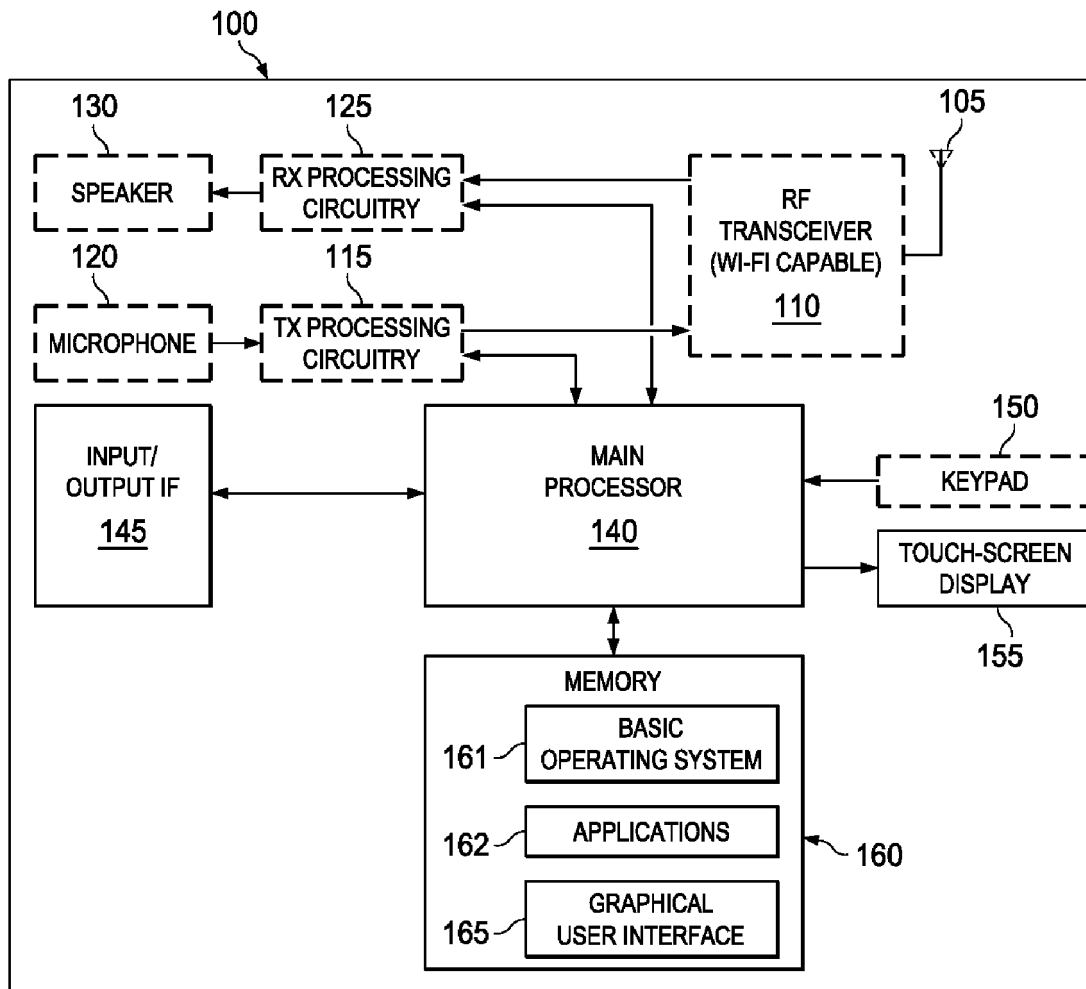 100
130
125
105
SPEAKER
RX PROCESSING
CIRCUITRY
RF
TRANSCEIVER
(WI-FI CAPABLE)
110
120
115
MICROPHONE
TX PROCESSING
CIRCUITRY
INPUT/
OUTPUT IF
145
MAIN
PROCESSOR
140
150
KEYPAD
TOUCH-SCREEN
DISPLAY
155
MEMORY
161
BASIC
OPERATING SYSTEM
162
APPLICATIONS
160
165
GRAPHICAL
USER INTERFACE